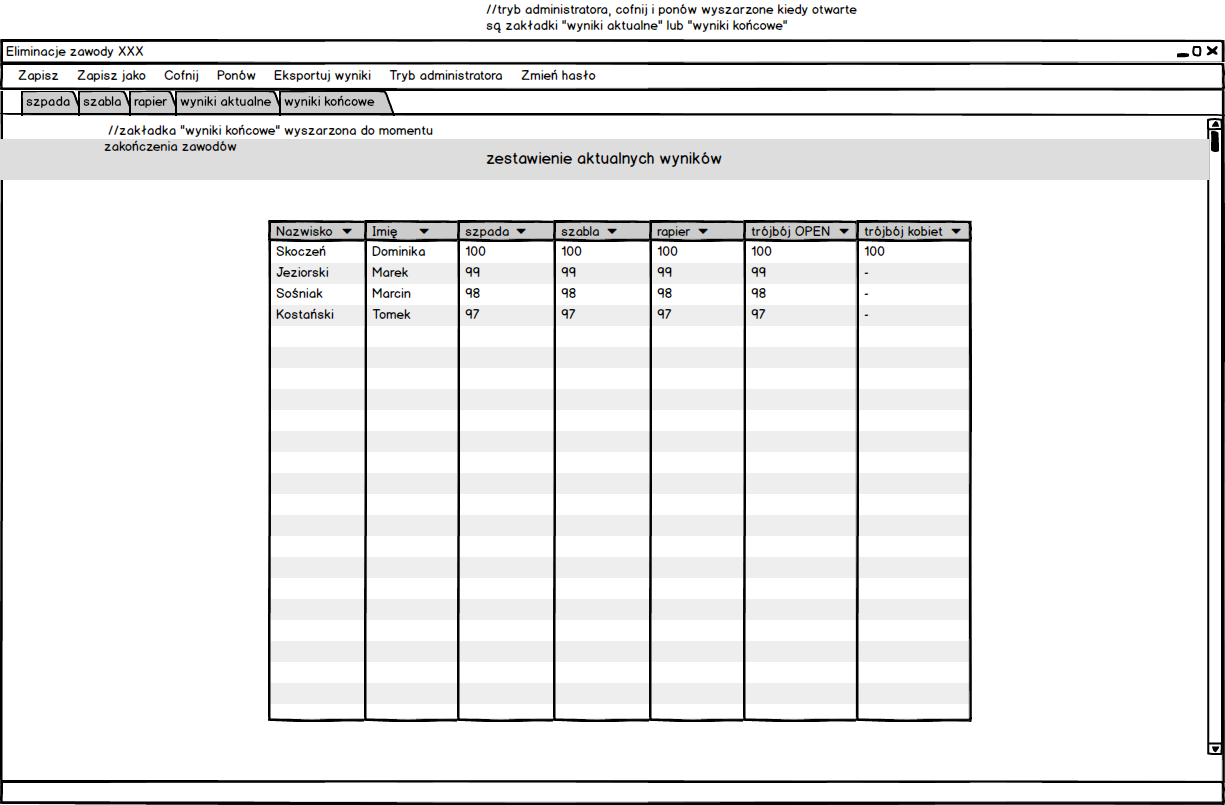 //tryb administratora, cofnij i ponów wyszarzone kiedy otwarte
są zakładki "wyniki aktualne" lub "wyniki końcowe"
Eliminacje zawody XXX
Zapisz Zapisz jako Cofnij Ponów Eksportuj wyniki Tryb administratora Zmień hasło
szpada szabla rapier wyniki aktualne wyniki końcowe
//zakładka "wyniki końcowe" wyszarzona do momentu
zakończenia zawodów
zestawienie aktualnych wyników
Nazwisko Imię szpada szabla rapier trójbój OPEN trójbój kobiet
Skoczeń Dominika 100 100 100 100 100
Jeziorski Marek 99 99 99 99 -
Sośniak Marcin 98 98 98 98 -
Kostański Tomek 97 97 97 97 -